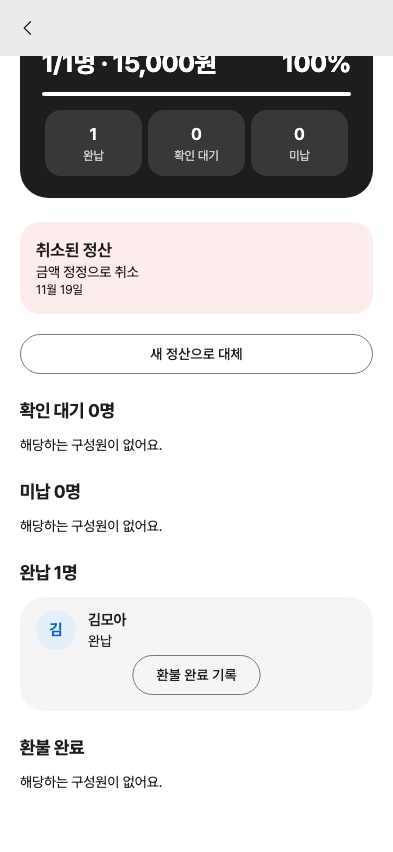 1/1명 · 15,000원 100%
1 0 0
완납 확인 대기 미납
취소된 정산
금액 정정으로 취소
11월 19일
새 정산으로 대체
확인 대기 0명
해당하는 구성원이 없어요.
미납 0명
해당하는 구성원이 없어요.
완납 1명
김 김모아
완납
환불 완료 기록
환불 완료
해당하는 구성원이 없어요.